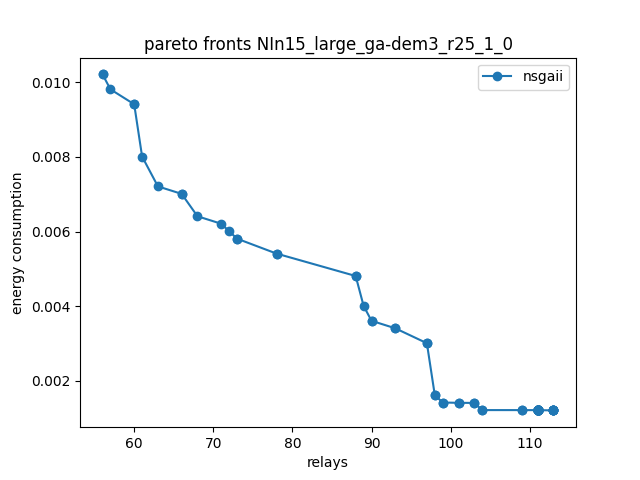 pareto fronts NIn15_large_ga-dem3_r25_1_0
nsgaii
energy consumption
0.010
0.008
0.006
0.004
0.002
60 70 80 90 100 110
relays